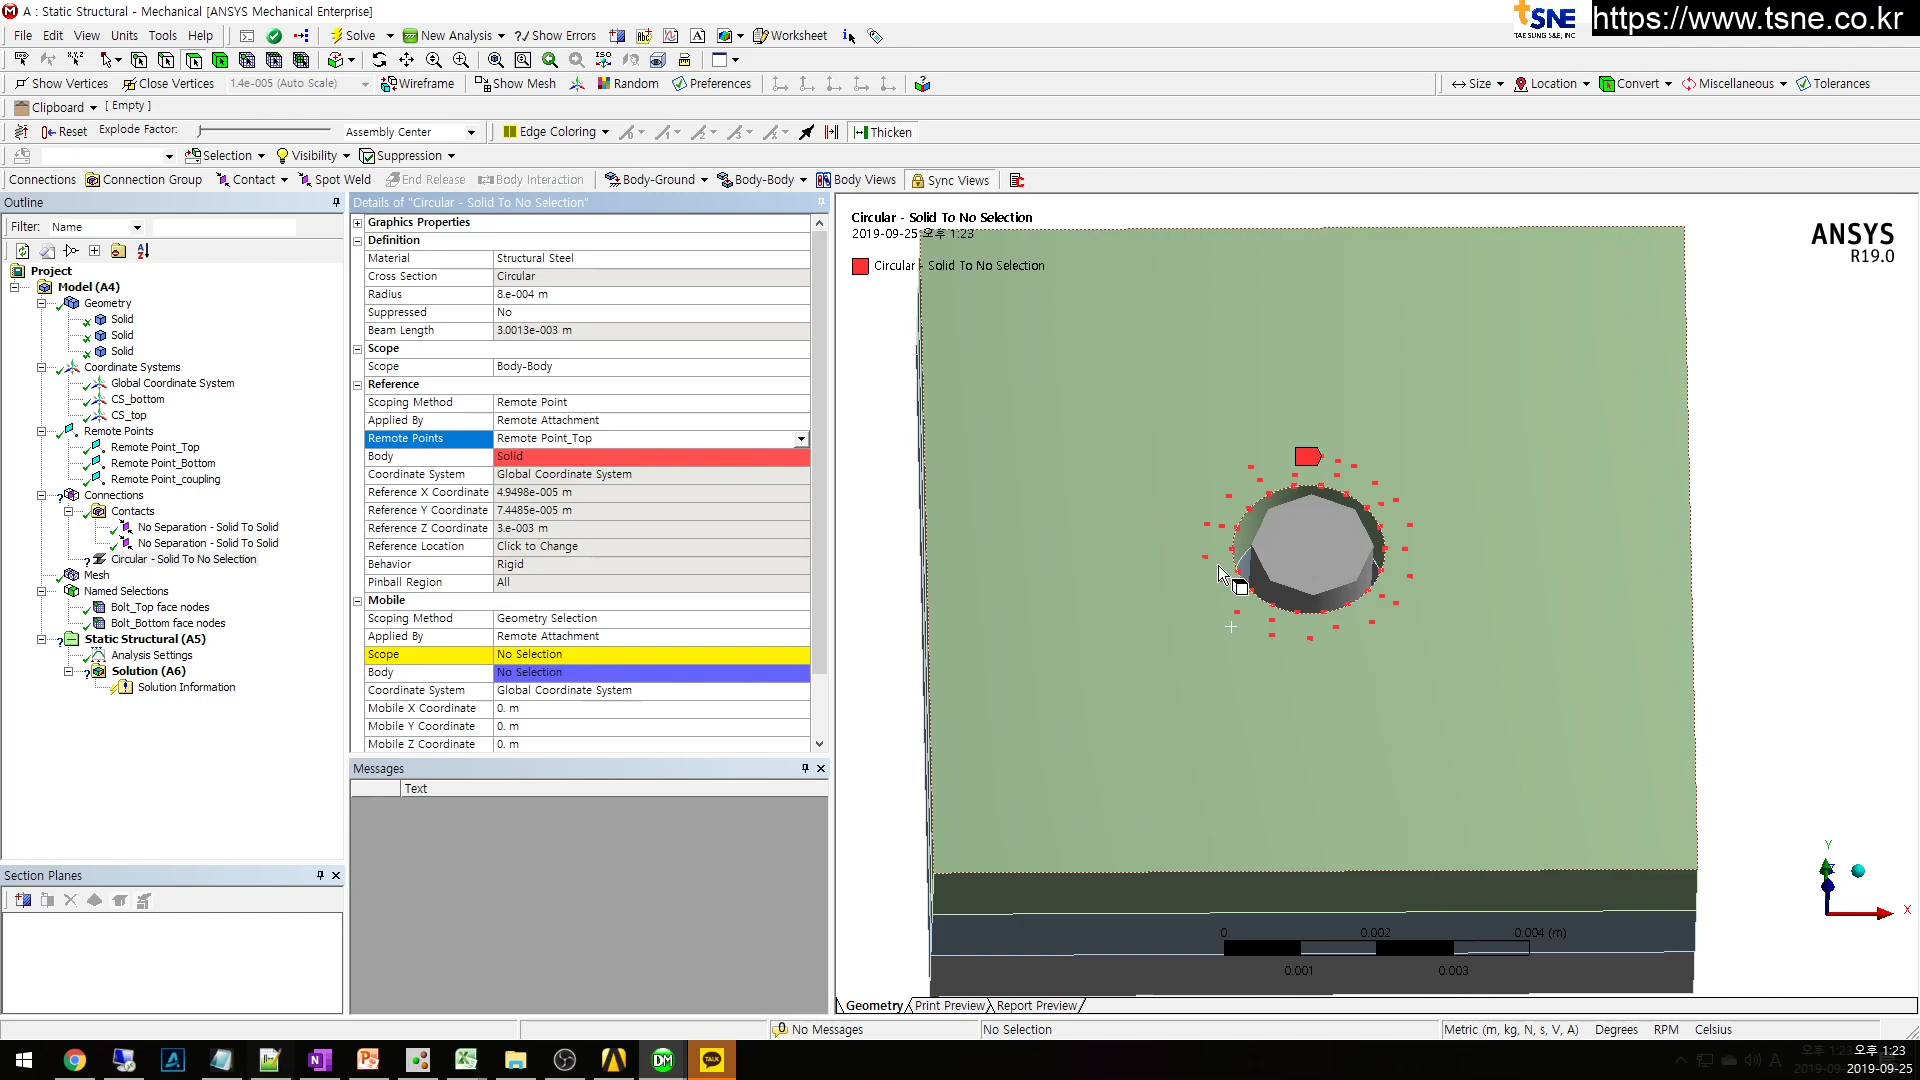 A : Static Structural - Mechanical [ANSYS Mechanical Enterprise]
TSNE
TAE SUNG S&E, INC
https://www.tsne.co.kr
File Edit View Units Tools Help Solve New Analysis Show Errors Worksheet
Show Vertices Close Vertices 1.4e-005 (Auto Scale) Wireframe Show Mesh Random Preferences Size Location Convert Miscellaneous Tolerances
Clipboard [ Empty ]
Reset Explode Factor: Assembly Center Edge Coloring Thicken
Selection Visibility Suppression
Connections Connection Group Contact Spot Weld End Release Body Interaction Body-Ground Body-Body Body Views Sync Views
Outline
Filter: Name
Project
Model (A4)
Geometry
Solid
Solid
Solid
Coordinate Systems
Global Coordinate System
CS_bottom
CS_top
Remote Points
Remote Point_Top
Remote Point_Bottom
Remote Point_coupling
Connections
Contacts
No Separation - Solid To Solid
No Separation - Solid To Solid
Circular - Solid To No Selection
Mesh
Named Selections
Bolt_Top face nodes
Bolt_Bottom face nodes
Static Structural (A5)
Analysis Settings
Solution (A6)
Solution Information
Section Planes
Details of "Circular - Solid To No Selection"
Graphics Properties
Definition
Material Structural Steel
Cross Section Circular
Radius 8.e-004 m
Suppressed No
Beam Length 3.0013e-003 m
Scope
Scope Body-Body
Reference
Scoping Method Remote Point
Applied By Remote Attachment
Remote Points Remote Point_Top
Body Solid
Coordinate System Global Coordinate System
Reference X Coordinate 4.9498e-005 m
Reference Y Coordinate 7.4485e-005 m
Reference Z Coordinate 3.e-003 m
Reference Location Click to Change
Behavior Rigid
Pinball Region All
Mobile
Scoping Method Geometry Selection
Applied By Remote Attachment
Scope No Selection
Body No Selection
Coordinate System Global Coordinate System
Mobile X Coordinate 0. m
Mobile Y Coordinate 0. m
Mobile Z Coordinate 0. m
Messages
Text
Circular - Solid To No Selection
2019-09-25 오후 1:23
Circular - Solid To No Selection
ANSYS
R19.0
Y
X
0 0.002 0.004 (m)
0.001 0.003
Geometry Print Preview Report Preview
No Messages No Selection Metric (m, kg, N, s, V, A) Degrees RPM Celsius
오후 1:23
2019-09-25